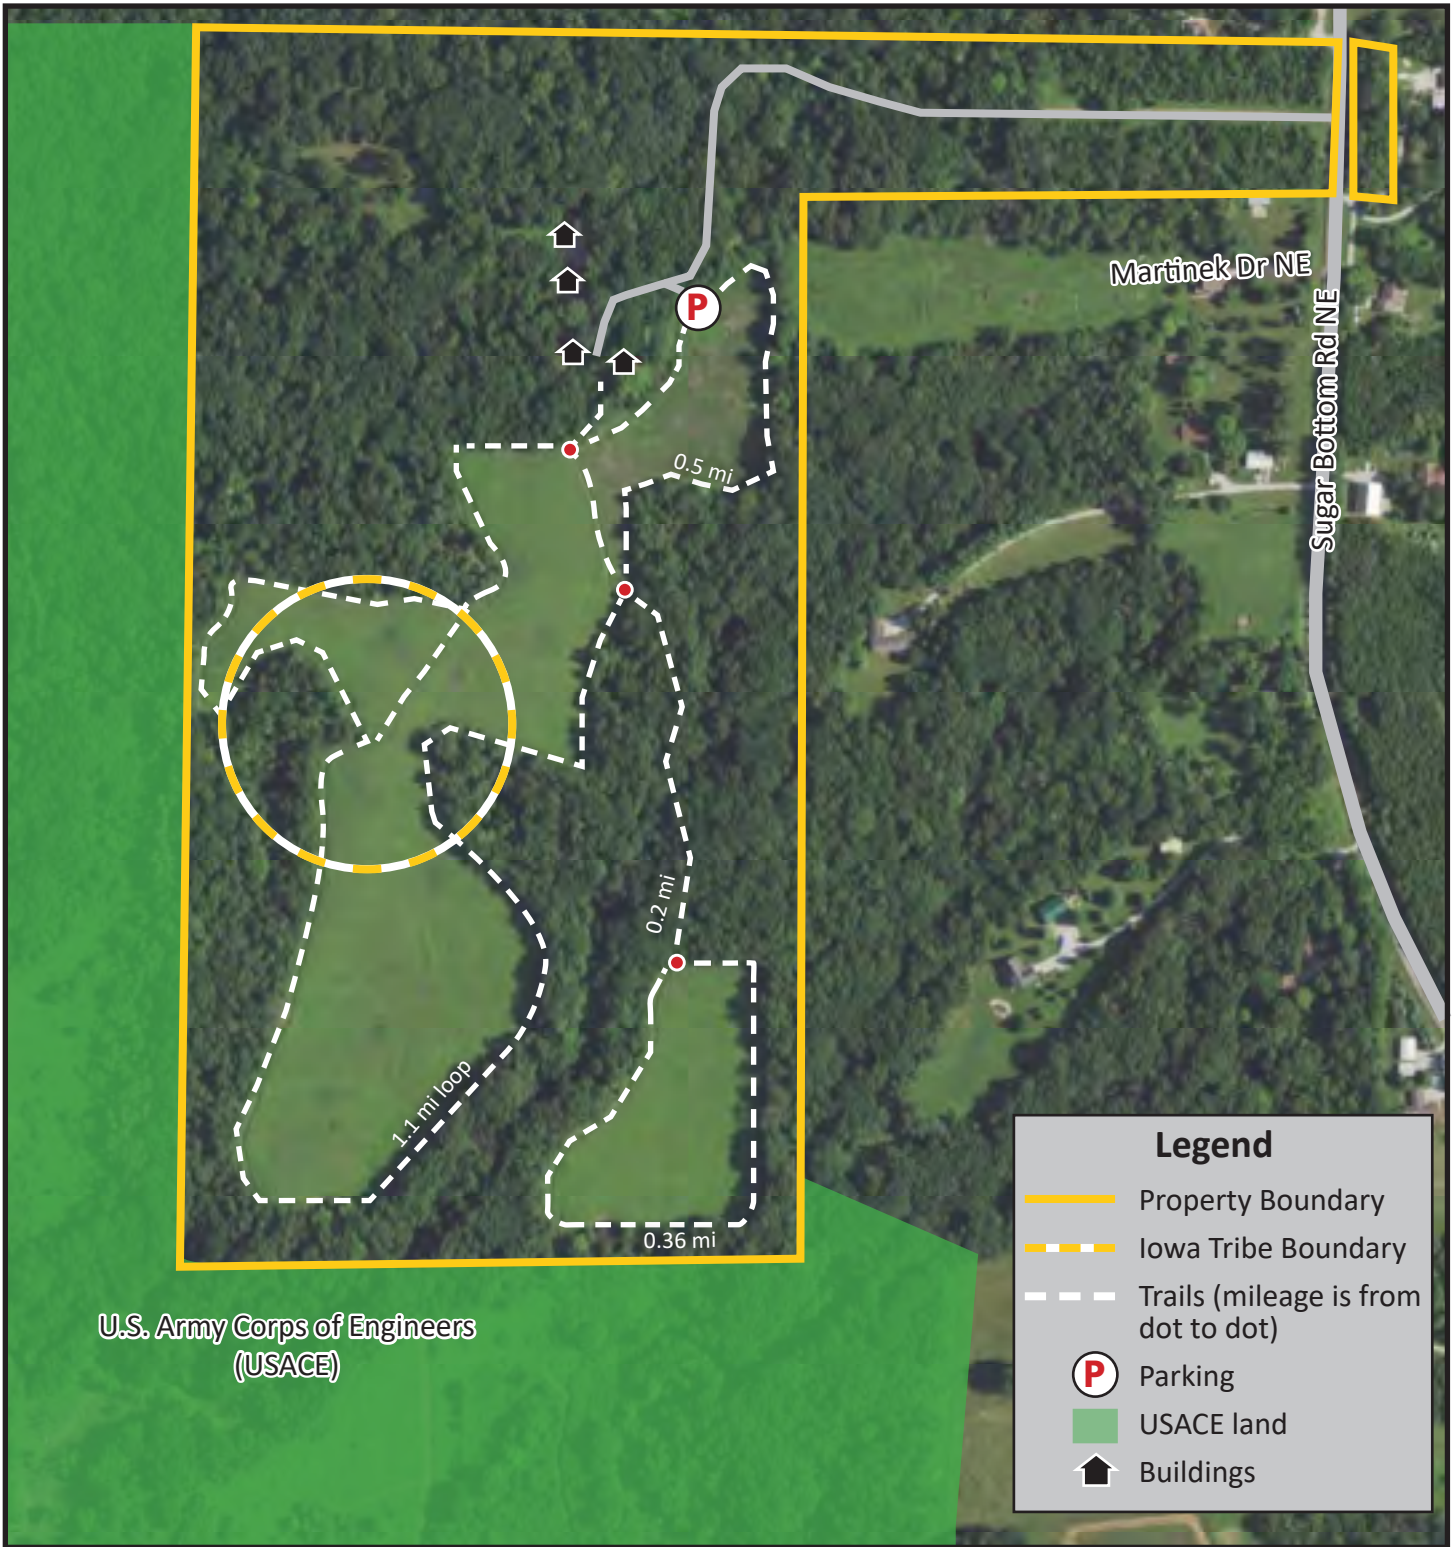 P
Martinek Dr NE
Sugar Bottom Rd NE
0.5 mi
0.2 mi
1.1 mi loop
0.36 mi
U.S. Army Corps of Engineers
(USACE)
Legend
Property Boundary
Iowa Tribe Boundary
Trails (mileage is from
dot to dot)
P Parking
USACE land
Buildings